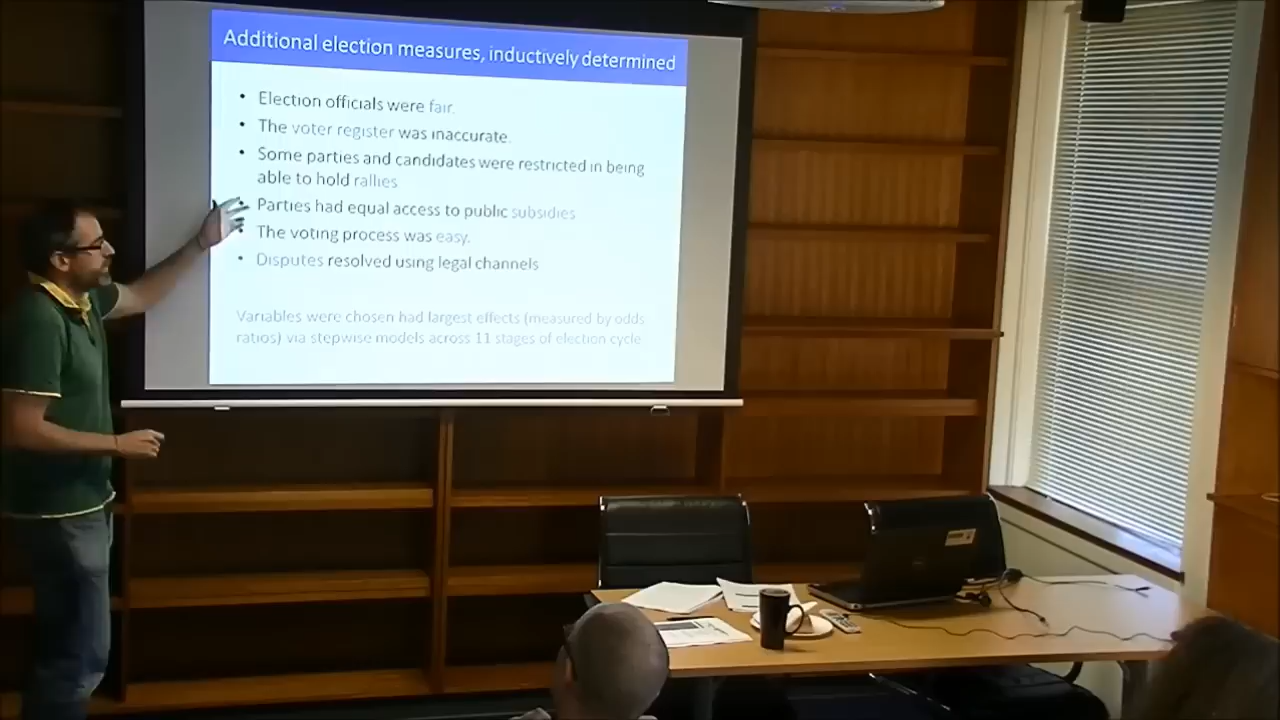 Additional election measures, inductively determined
• Election officials were fair.
• The voter register was inaccurate.
• Some parties and candidates were restricted in being
able to hold rallies
• Parties had equal access to public subsidies
• The voting process was easy.
• Disputes resolved using legal channels
Variables were chosen had largest effects (measured by odds
ratios) via stepwise models across 11 stages of election cycle